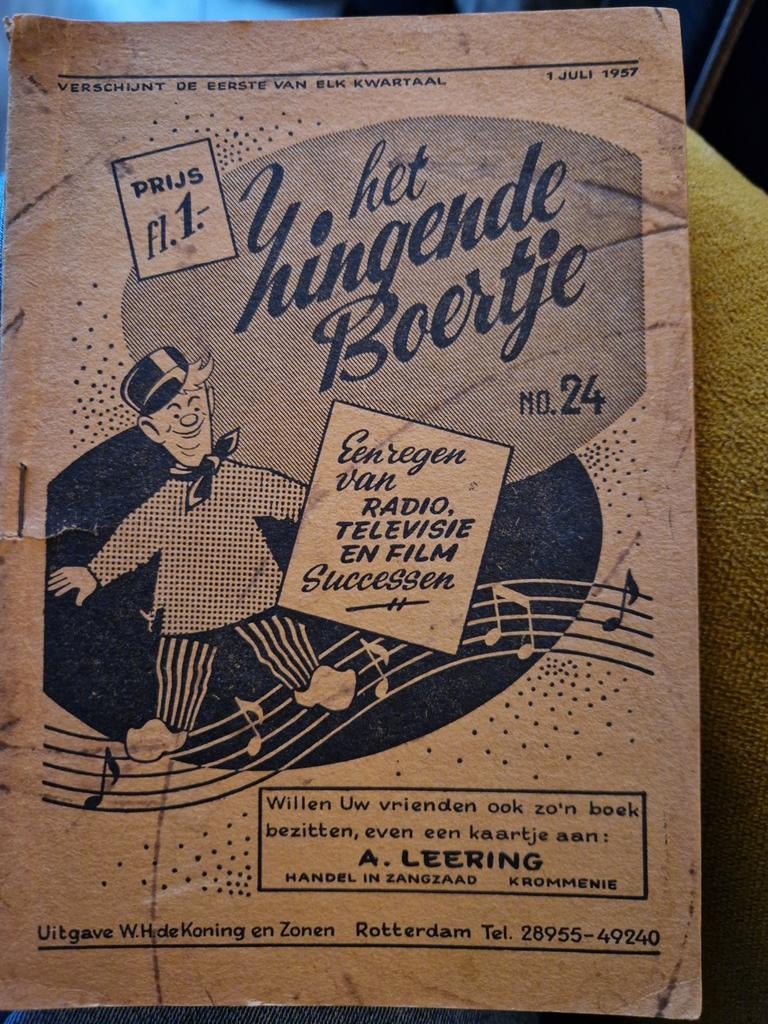 VERSCHIJNT DE EERSTE VAN ELK KWARTAAL
1 JULI 1957
PRIJS
fl. 1.-
het
Zingende
Boertje
NO. 24
Een regen
van
RADIO,
TELEVISIE
EN FILM
Successen
Willen Uw vrienden ook zo'n boek
bezitten, even een kaartje aan:
A. LEERING
HANDEL IN ZANGZAAD KROMMENIE
Uitgave W.H. de Koning en Zonen Rotterdam Tel. 28955-49240